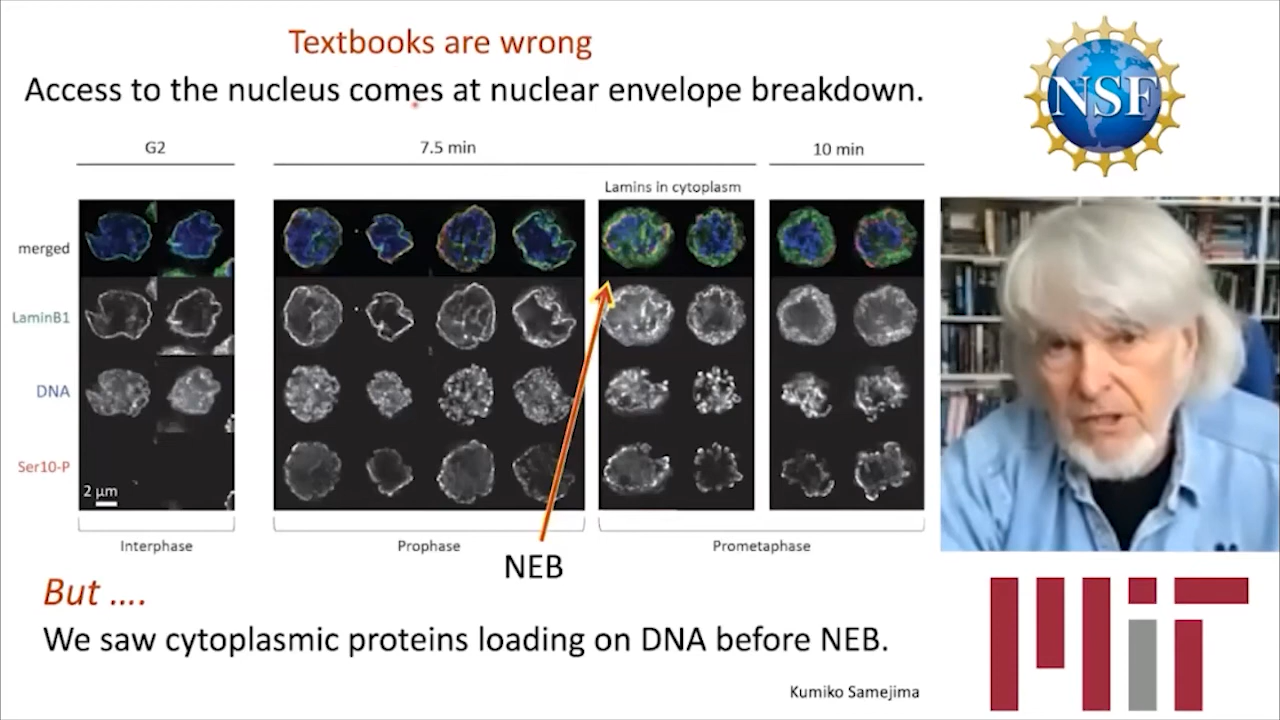 Textbooks are wrong
Access to the nucleus comes at nuclear envelope breakdown.
NSF
G2
7.5 min
10 min
Lamins in cytoplasm
merged
LaminB1
DNA
Ser10-P
2 µm
Interphase
Prophase
Prometaphase
NEB
But ....
We saw cytoplasmic proteins loading on DNA before NEB.
Kumiko Samejima
MIT